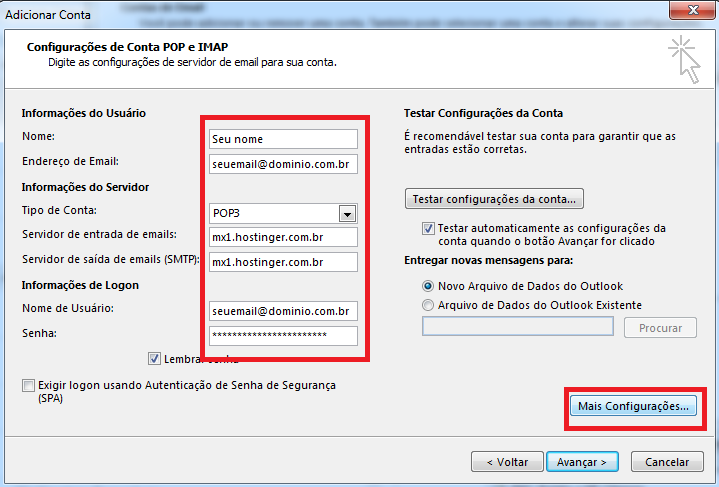 Adicionar Conta
Configurações de Conta POP e IMAP
Digite as configurações de servidor de email para sua conta.
Informações do Usuário
Nome:
Seu nome
Endereço de Email:
seuemail@dominio.com.br
Informações do Servidor
Tipo de Conta:
POP3
Servidor de entrada de emails:
mx1.hostinger.com.br
Servidor de saída de emails (SMTP):
mx1.hostinger.com.br
Informações de Logon
Nome de Usuário:
seuemail@dominio.com.br
Senha:
***********************
Lembrar senha
Exigir logon usando Autenticação de Senha de Segurança
(SPA)
Testar Configurações da Conta
É recomendável testar sua conta para garantir que as
entradas estão corretas.
Testar configurações da conta...
Testar automaticamente as configurações da
conta quando o botão Avançar for clicado
Entregar novas mensagens para:
Novo Arquivo de Dados do Outlook
Arquivo de Dados do Outlook Existente
Procurar
Mais Configurações...
< Voltar
Avançar >
Cancelar